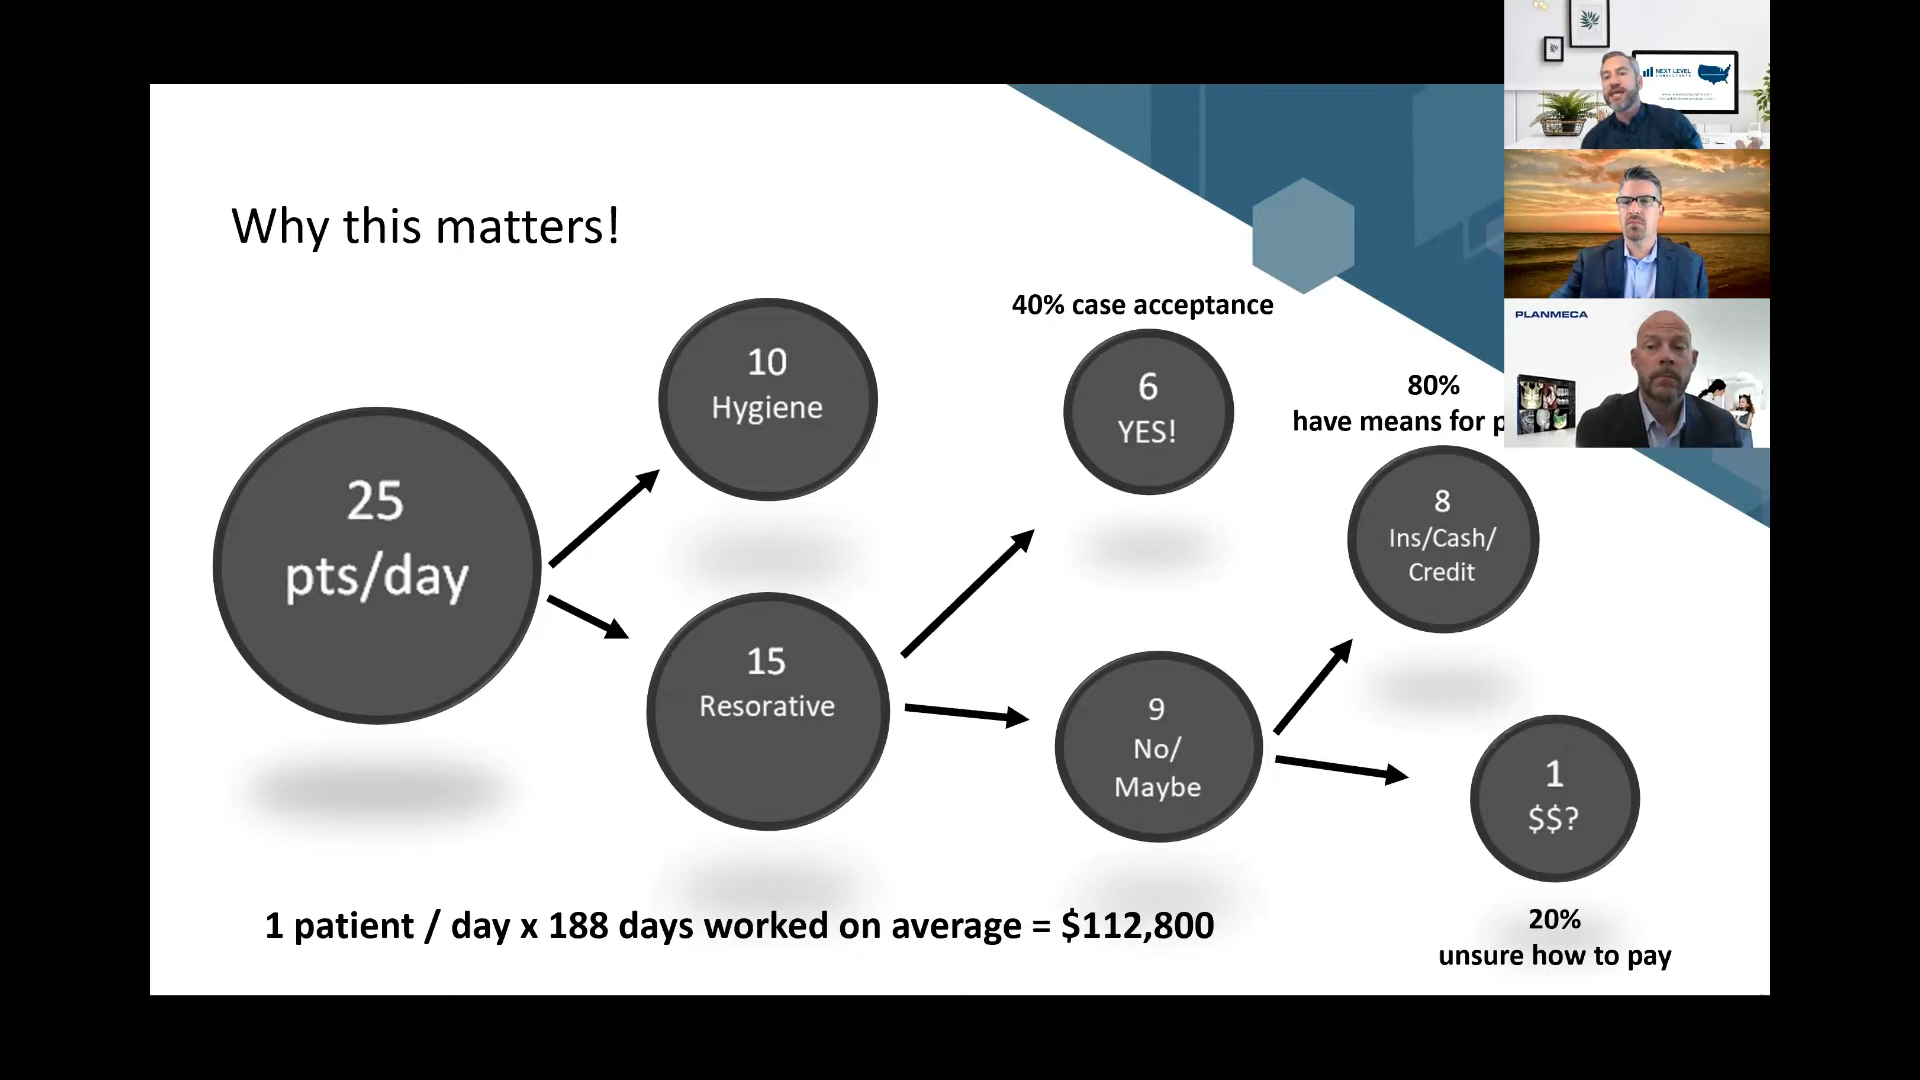 Why this matters!
25
pts/day
10
Hygiene
15
Resorative
40% case acceptance
6
YES!
9
No/
Maybe
80%
have means for p
8
Ins/Cash/
Credit
1
$$?
20%
unsure how to pay
1 patient / day x 188 days worked on average = $112,800
NEXT LEVEL
CONSULTANTS
PLANMECA